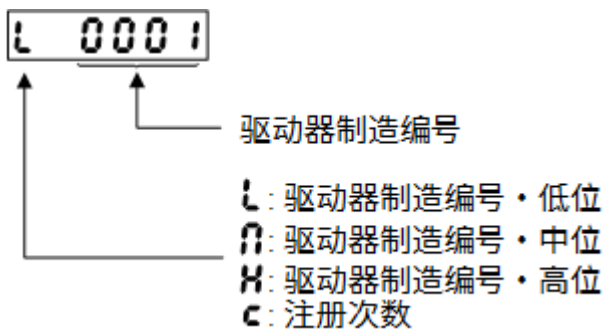 L 0001
驱动器制造编号
L: 驱动器制造编号・低位
n: 驱动器制造编号・中位
H: 驱动器制造编号・高位
c: 注册次数